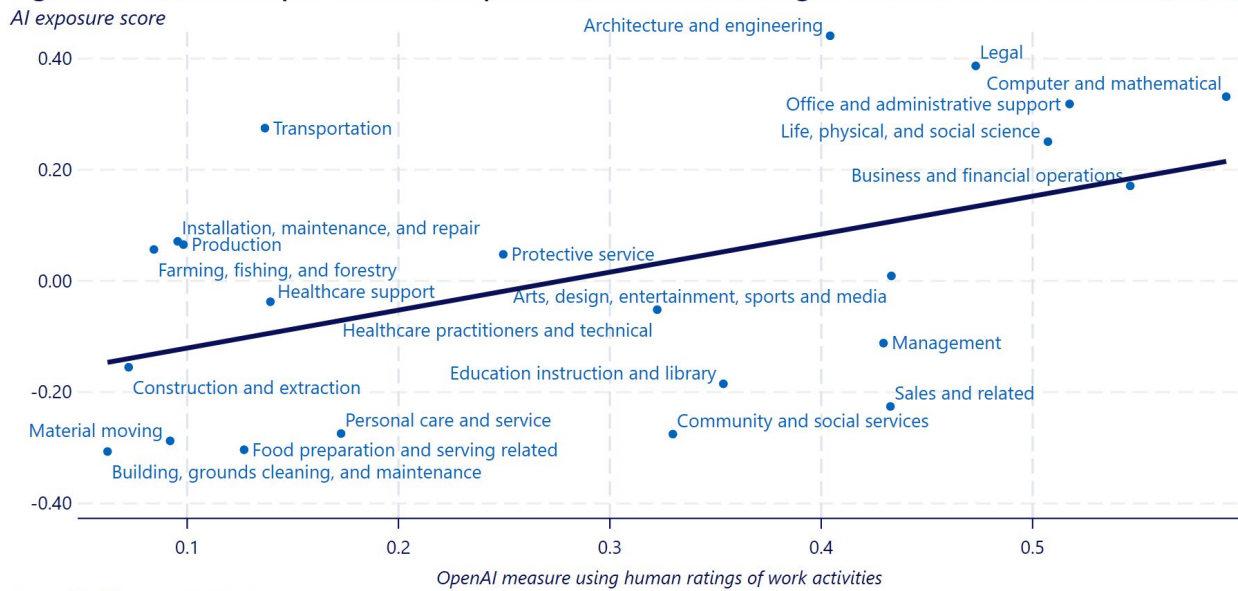 AI exposure score
Architecture and engineering
0.40
Legal
Computer and mathematical
Office and administrative support
Transportation
Life, physical, and social science
0.20
Business and financial operations
Installation, maintenance, and repair
Production
Protective service
Farming, fishing, and forestry
0.00
Healthcare support
Arts, design, entertainment, sports and media
Healthcare practitioners and technical
Management
Education instruction and library
Construction and extraction
-0.20
Sales and related
Personal care and service
Community and social services
Material moving
Food preparation and serving related
Building, grounds cleaning, and maintenance
-0.40
0.1 0.2 0.3 0.4 0.5
OpenAI measure using human ratings of work activities